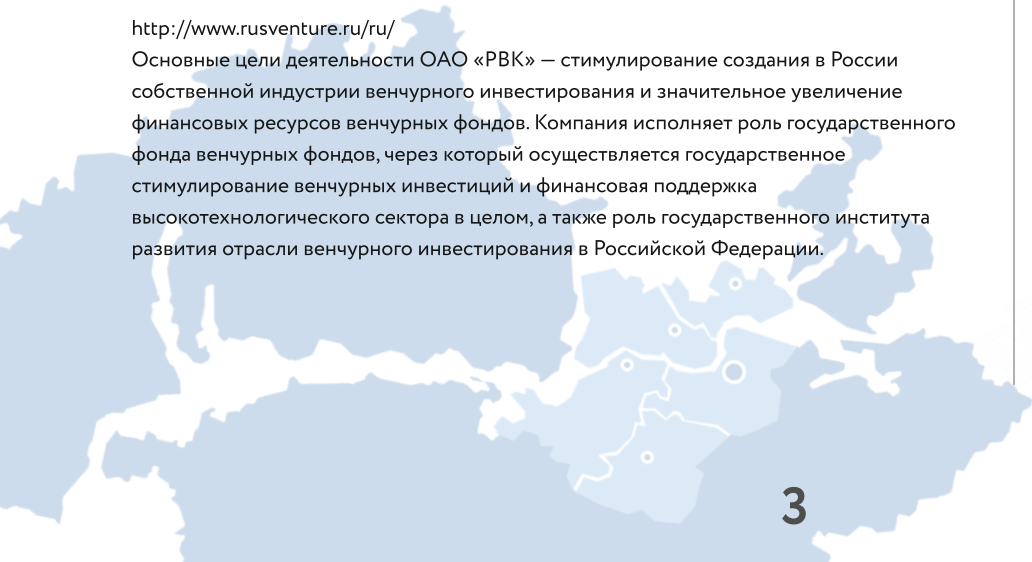 http://www.rusventure.ru/ru/
Основные цели деятельности ОАО «РВК» — стимулирование создания в России
собственной индустрии венчурного инвестирования и значительное увеличение
финансовых ресурсов венчурных фондов. Компания исполняет роль государственного
фонда венчурных фондов, через который осуществляется государственное
стимулирование венчурных инвестиций и финансовая поддержка
высокотехнологического сектора в целом, а также роль государственного института
развития отрасли венчурного инвестирования в Российской Федерации.
3